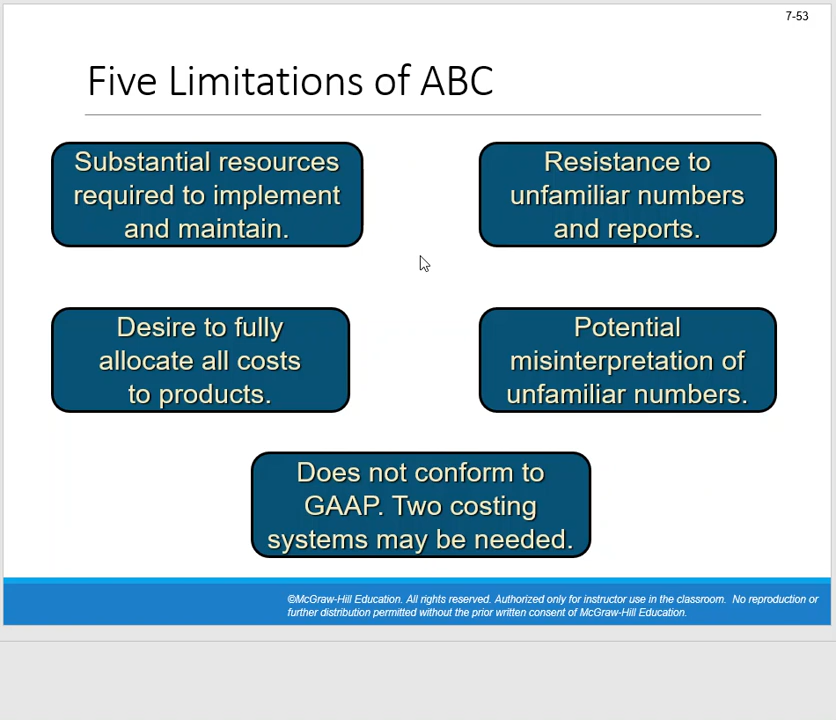 7-53
Five Limitations of ABC
Substantial resources
required to implement
and maintain.
Resistance to
unfamiliar numbers
and reports.
Desire to fully
allocate all costs
to products.
Potential
misinterpretation of
unfamiliar numbers.
Does not conform to
GAAP. Two costing
systems may be needed.
©McGraw-Hill Education. All rights reserved. Authorized only for instructor use in the classroom. No reproduction or
further distribution permitted without the prior written consent of McGraw-Hill Education.